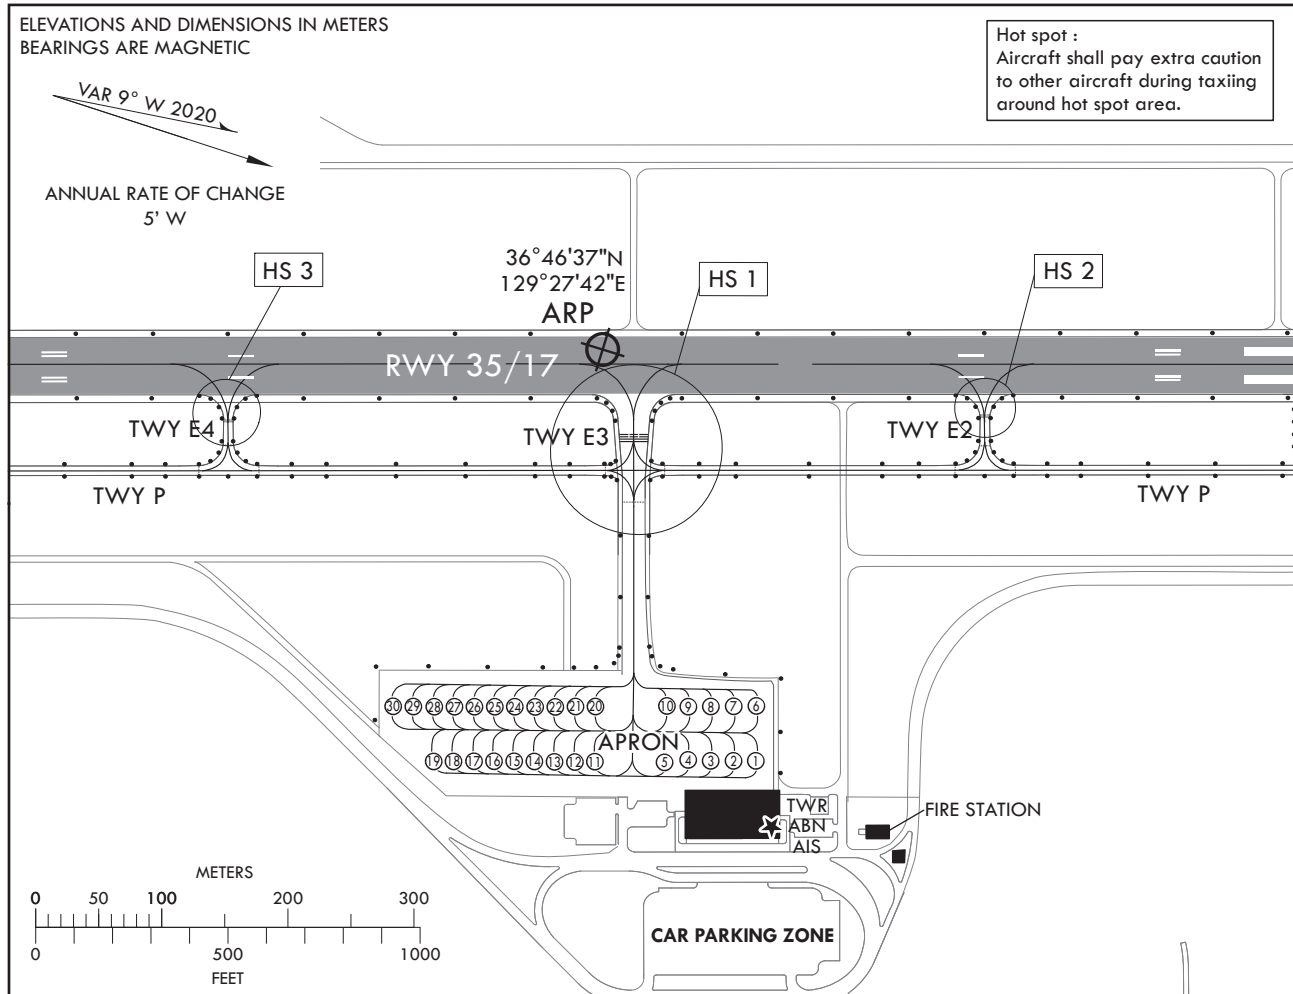 ELEVATIONS AND DIMENSIONS IN METERS
BEARINGS ARE MAGNETIC
Hot spot :
Aircraft shall pay extra caution
to other aircraft during taxiing
around hot spot area.
VAR 9° W 2020
ANNUAL RATE OF CHANGE
5' W
HS 3
36°46'37"N
129°27'42"E
ARP
HS 1
HS 2
RWY 35/17
TWY E4
TWY E3
TWY E2
TWY P
TWY P
30 29 28 27 26 25 24 23 22 21 20 10 9 8 7 6
APRON
19 18 17 16 15 14 13 12 11 5 4 3 2 1
TWR
ABN
AIS
FIRE STATION
CAR PARKING ZONE
METERS
0 50 100 200 300
0 500 1000
FEET